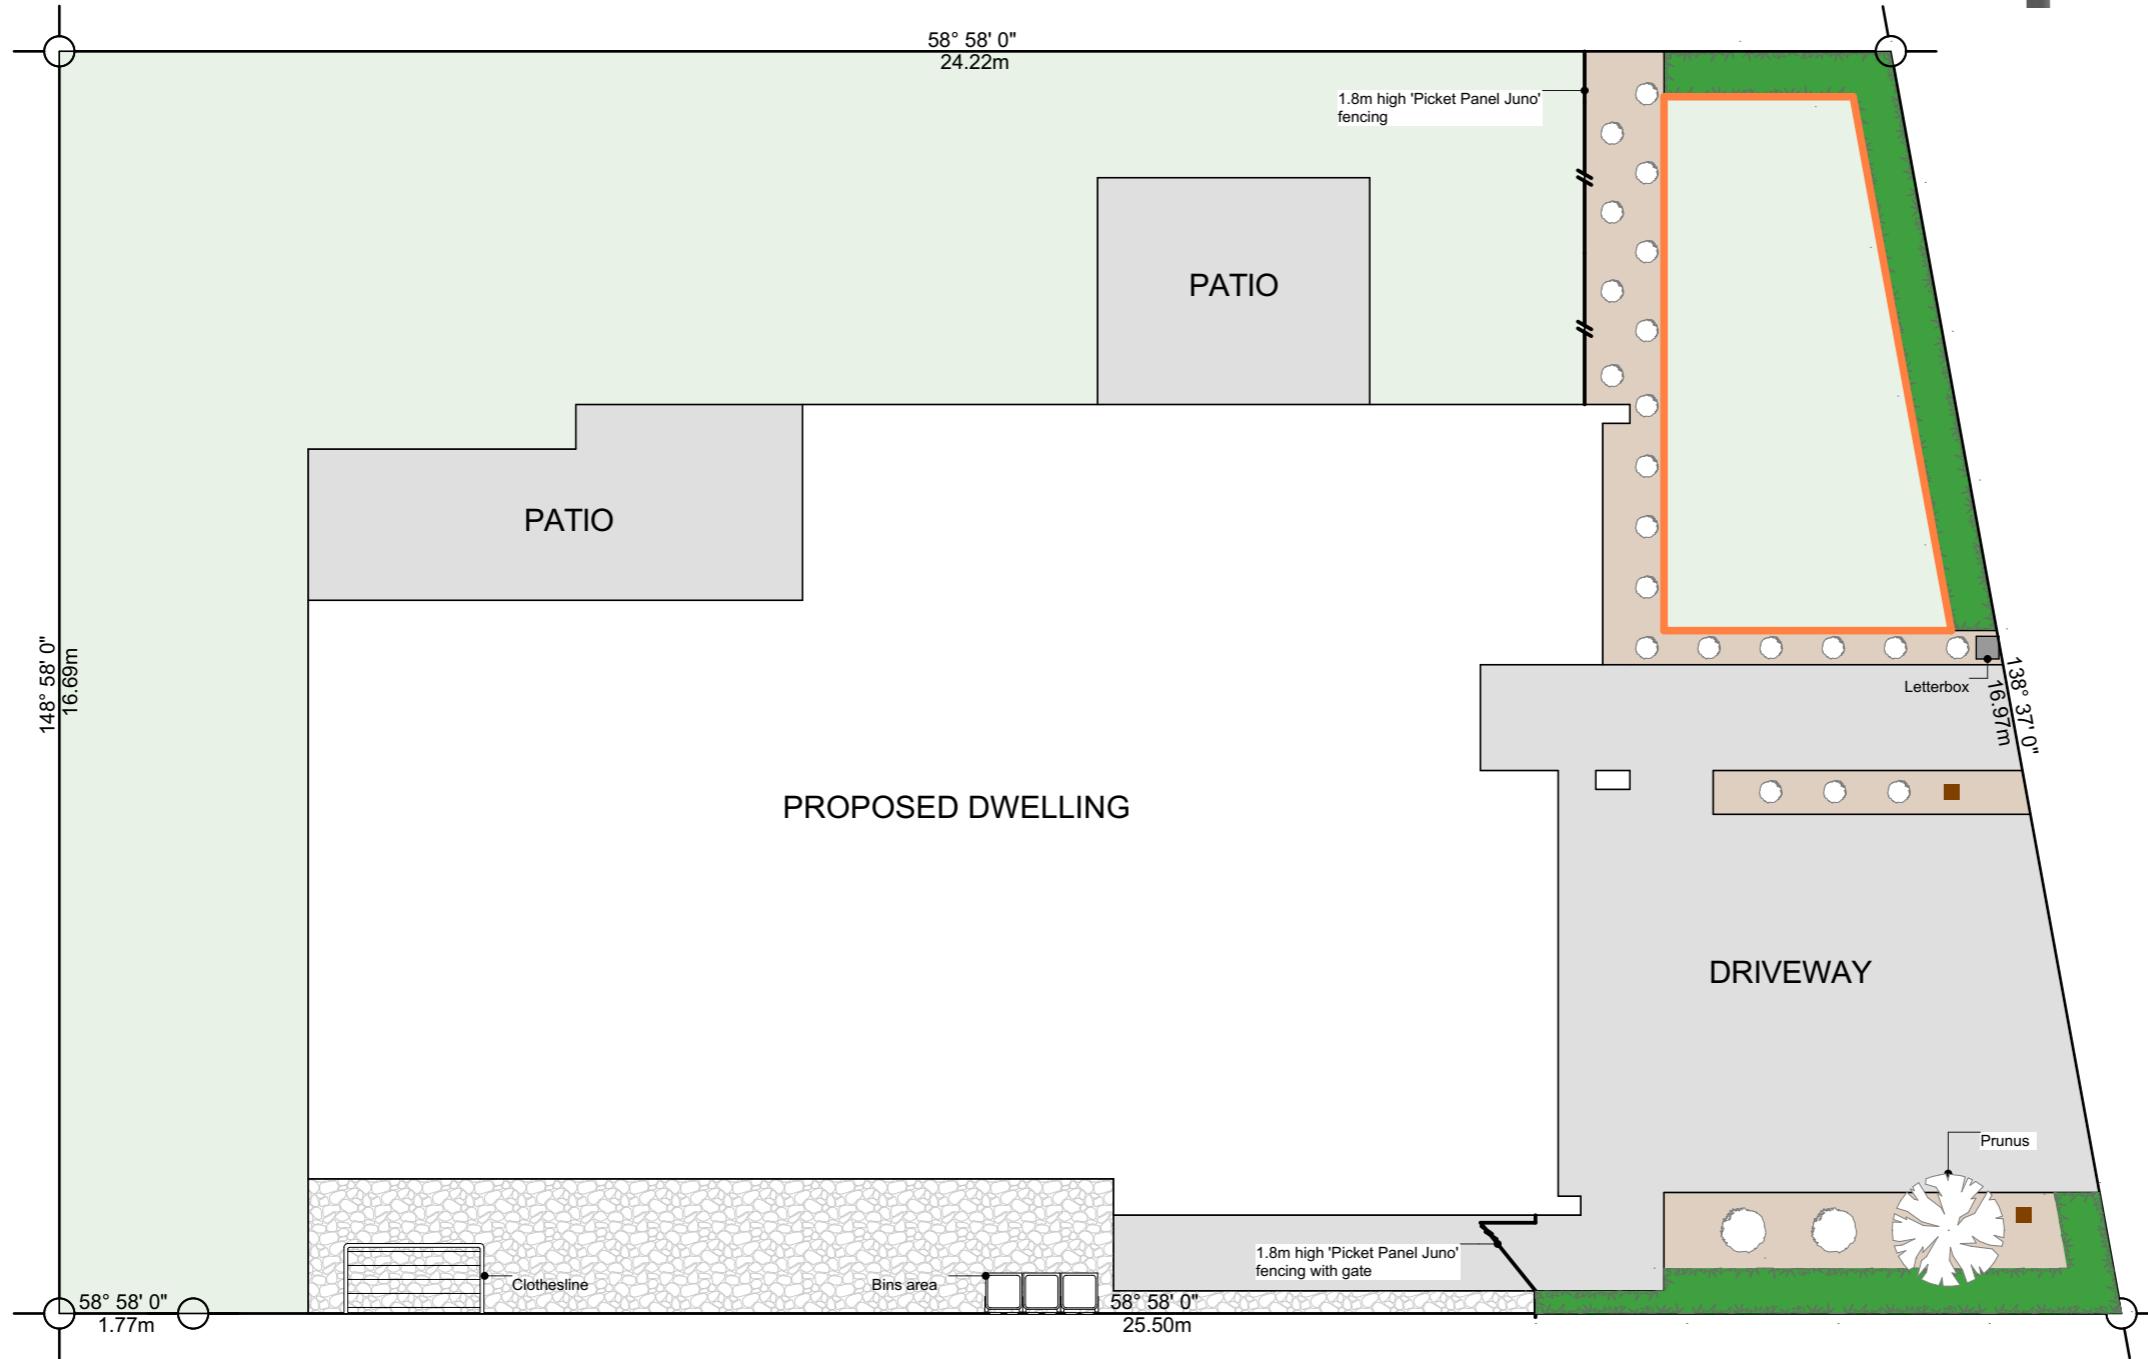 58° 58' 0"
24.22m
1.8m high 'Picket Panel Juno'
fencing
PATIO
PATIO
148° 58' 0"
16.69m
Letterbox
138° 37' 0"
16.97m
PROPOSED DWELLING
DRIVEWAY
Prunus
1.8m high 'Picket Panel Juno'
fencing with gate
Clothesline
Bins area
58° 58' 0"
1.77m
58° 58' 0"
25.50m